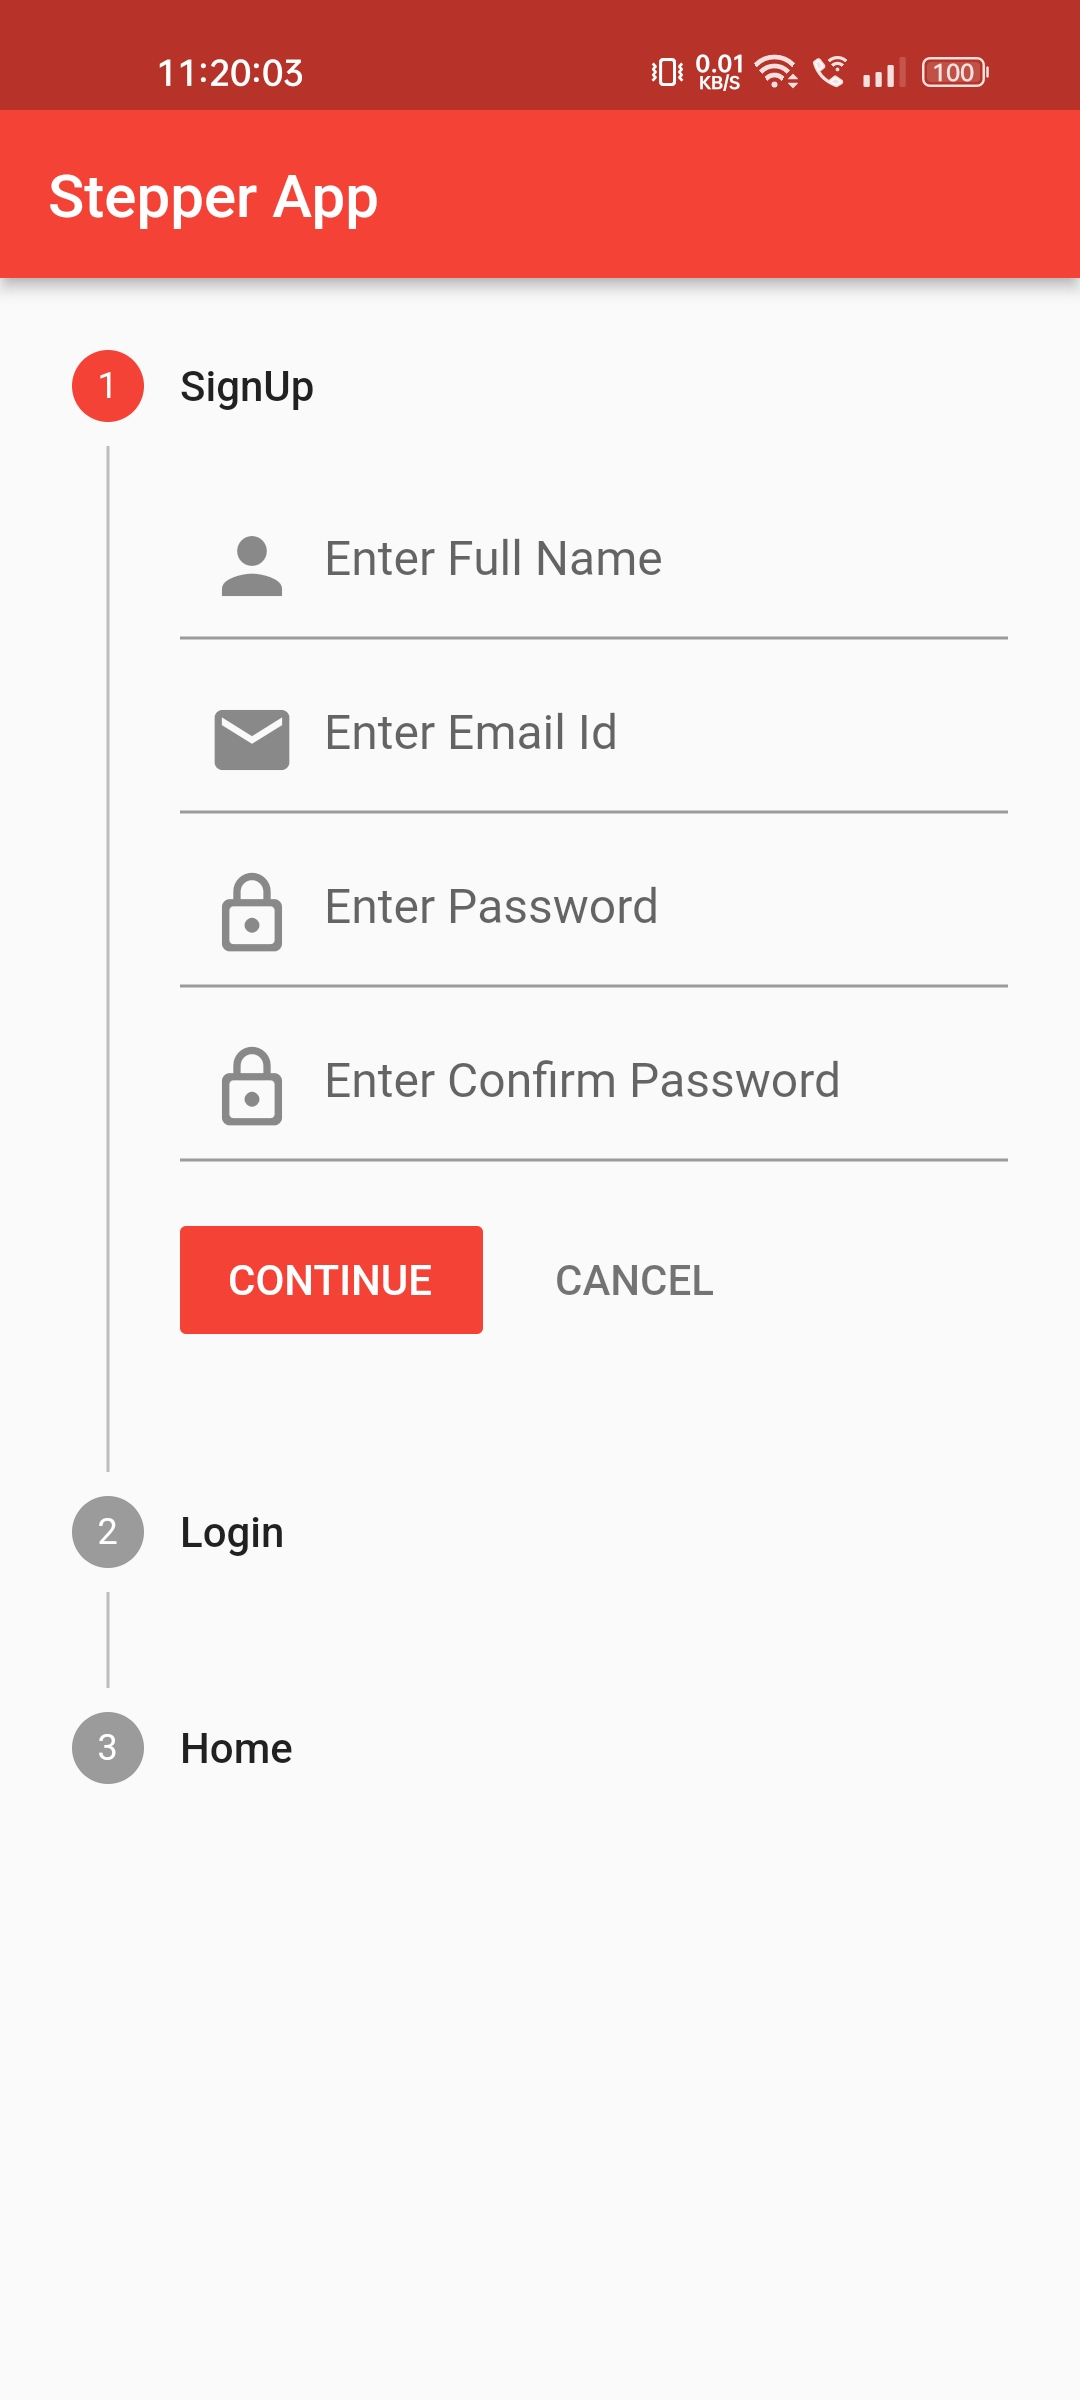 11:20:03 0.01 KB/S 100
Stepper App
1 SignUp
Enter Full Name
Enter Email Id
Enter Password
Enter Confirm Password
CONTINUE CANCEL
2 Login
3 Home